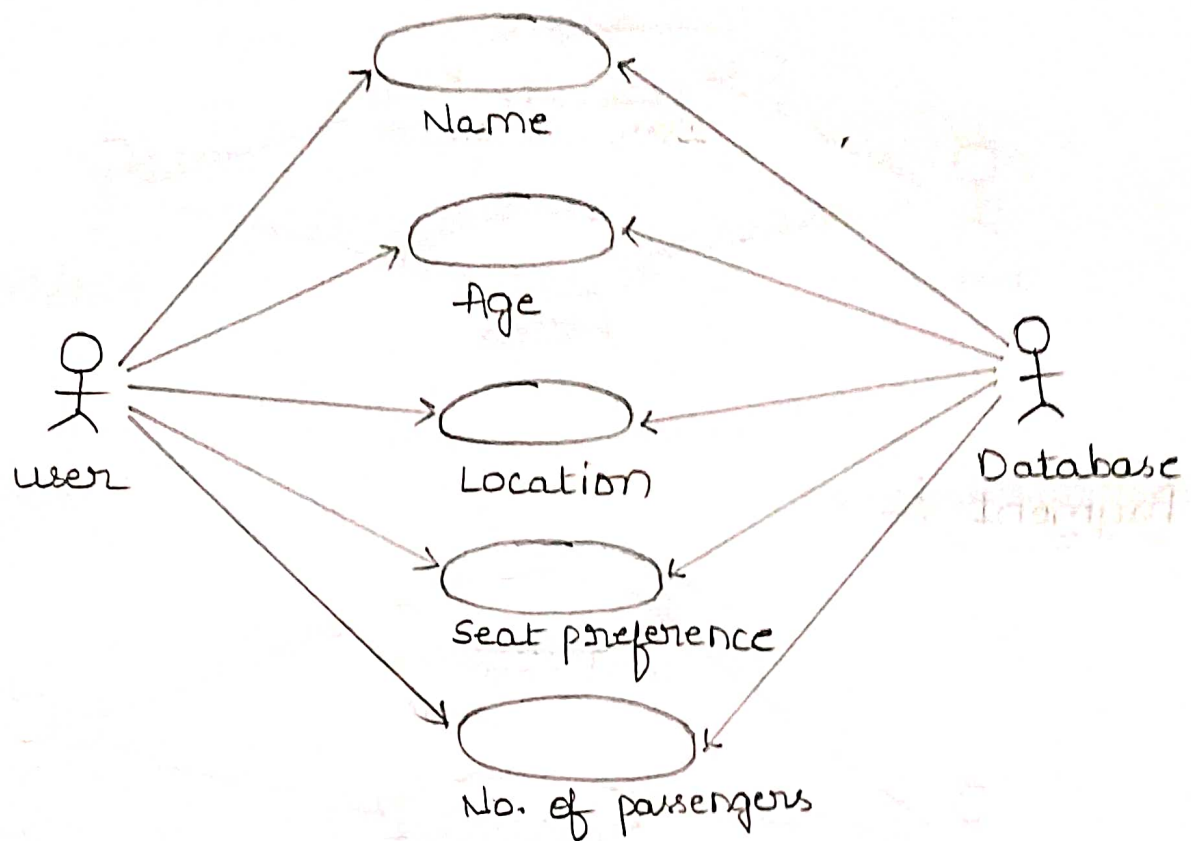 Name
Age
user
Location
Database
Seat preference
No. of passengers